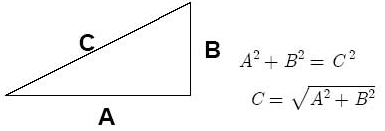 C
B
A
A² + B² = C²
C = √(A² + B²)